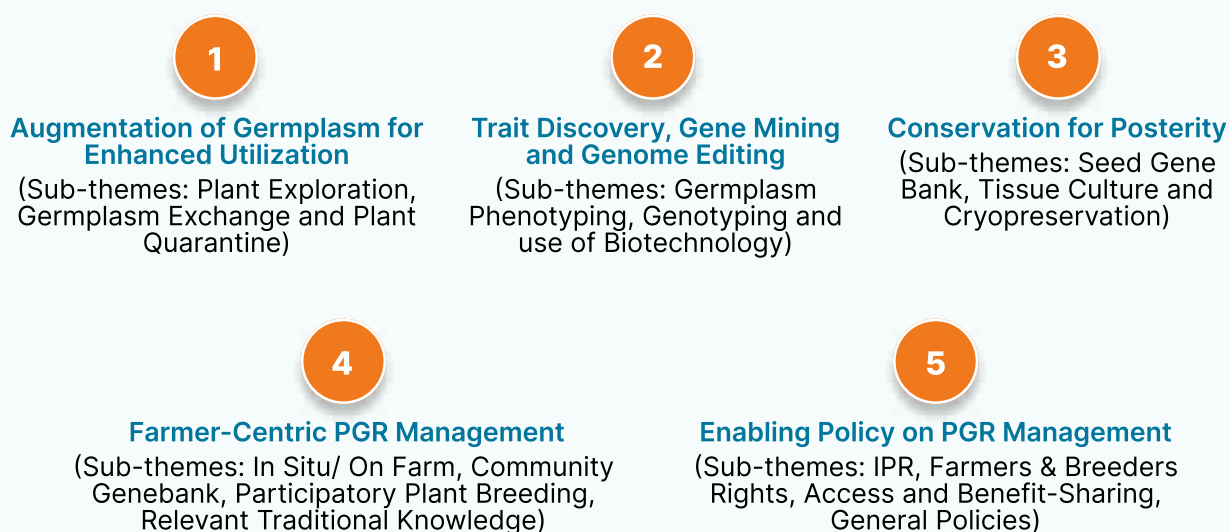 1
Augmentation of Germplasm for
Enhanced Utilization
(Sub-themes: Plant Exploration,
Germplasm Exchange and Plant
Quarantine)
2
Trait Discovery, Gene Mining
and Genome Editing
(Sub-themes: Germplasm
Phenotyping, Genotyping and
use of Biotechnology)
3
Conservation for Posterity
(Sub-themes: Seed Gene
Bank, Tissue Culture and
Cryopreservation)
4
Farmer-Centric PGR Management
(Sub-themes: In Situ/ On Farm, Community
Genebank, Participatory Plant Breeding,
Relevant Traditional Knowledge)
5
Enabling Policy on PGR Management
(Sub-themes: IPR, Farmers & Breeders
Rights, Access and Benefit-Sharing,
General Policies)